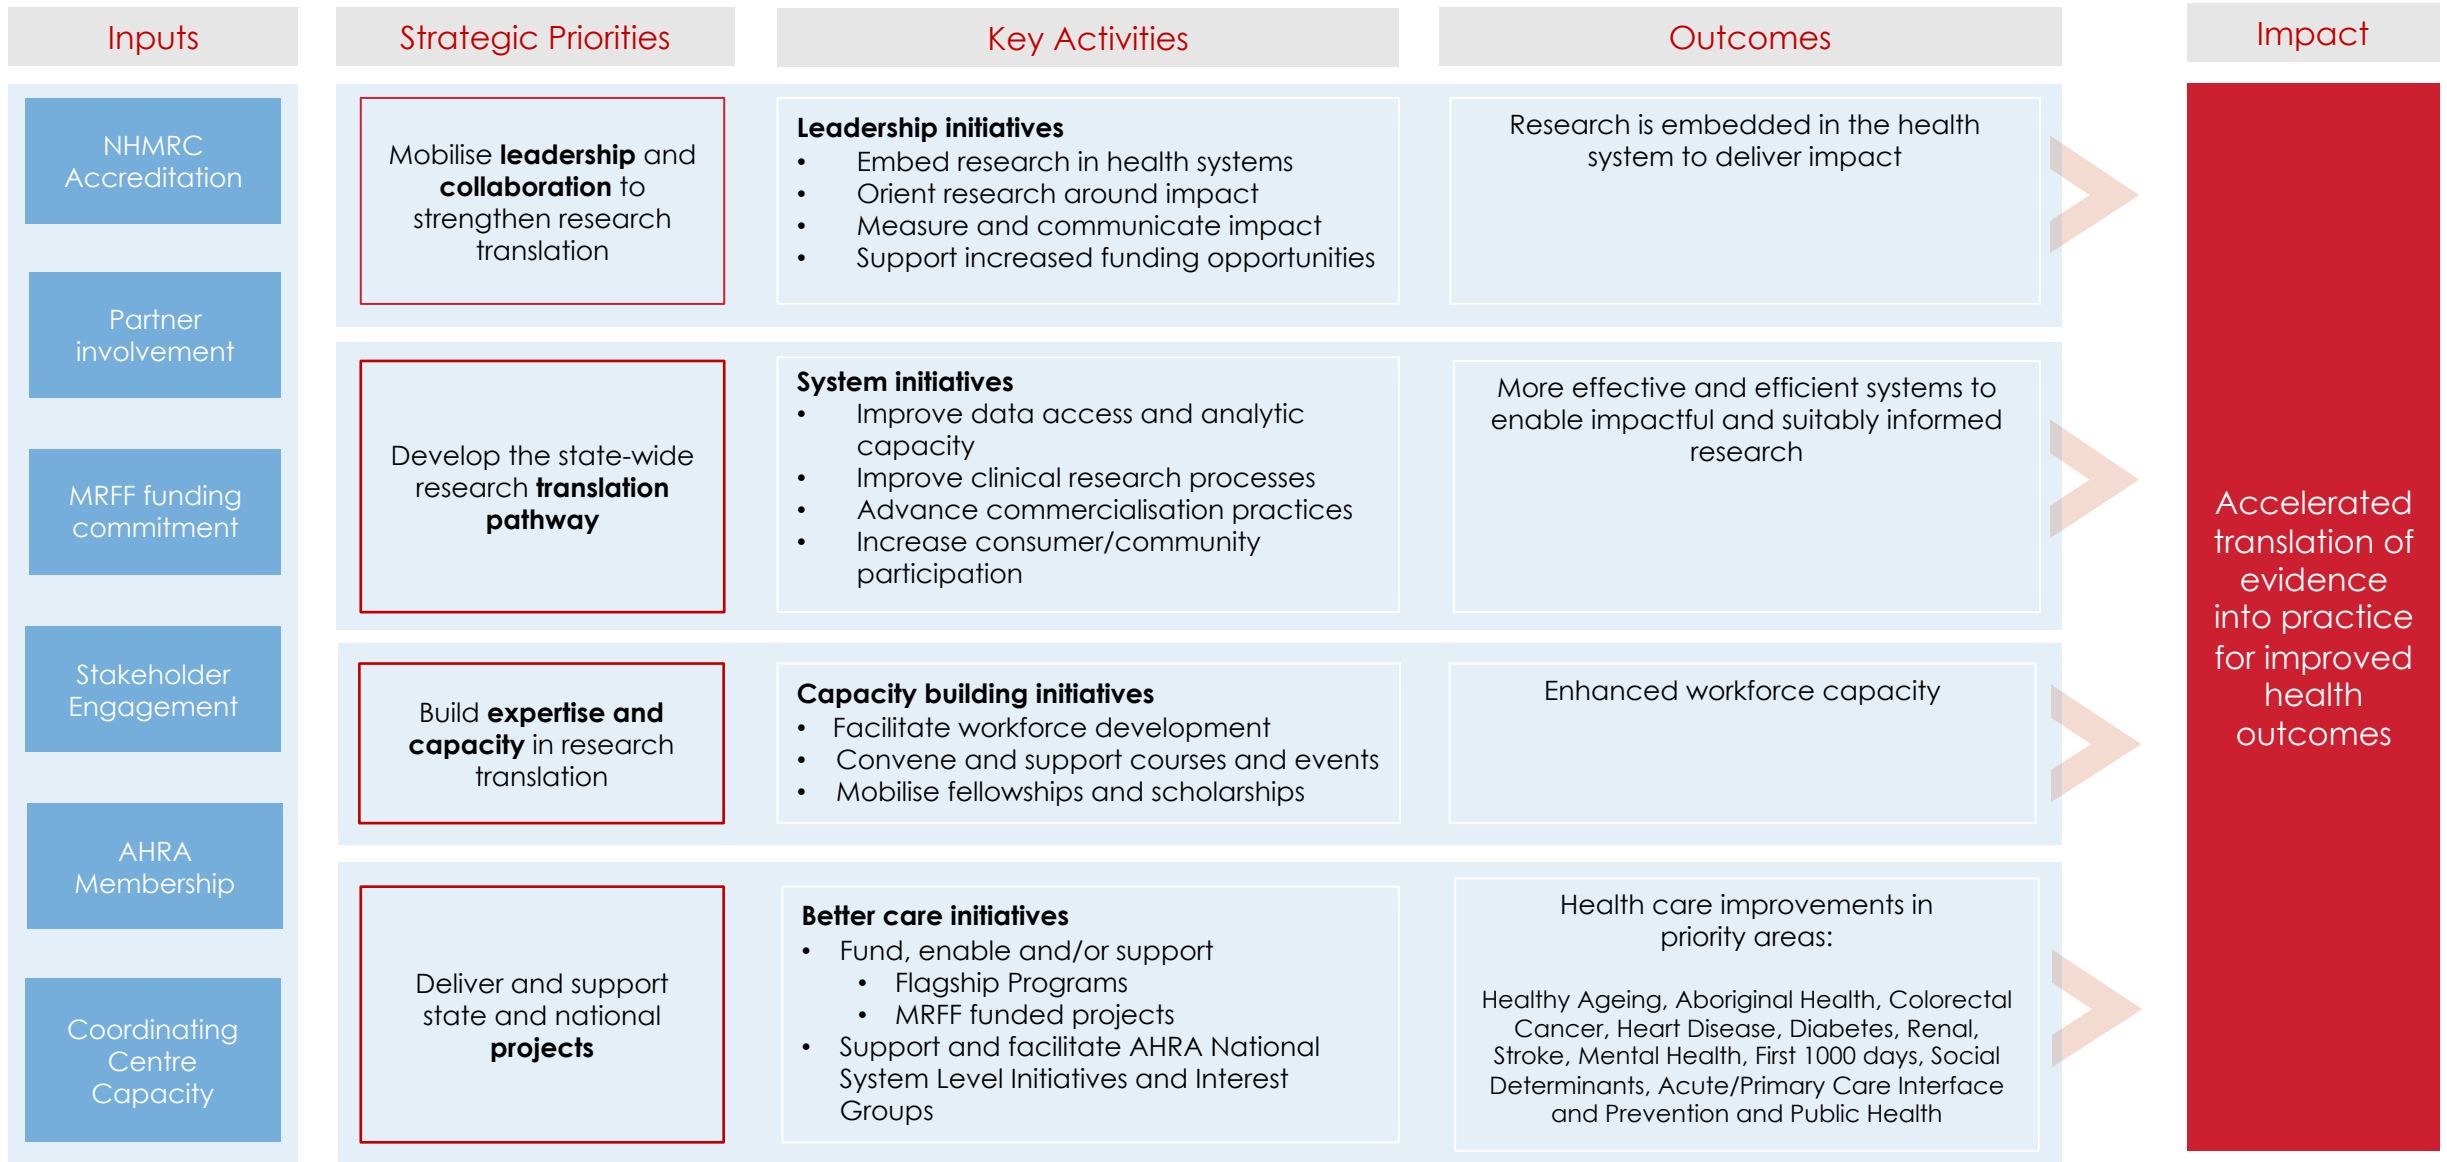 Inputs
Strategic Priorities
Key Activities
Outcomes
Impact
NHMRC
Accreditation
Partner
involvement
MRFF funding
commitment
Stakeholder
Engagement
AHRA
Membership
Coordinating
Centre
Capacity
Mobilise leadership and
collaboration to
strengthen research
translation
Leadership initiatives
• Embed research in health systems
• Orient research around impact
• Measure and communicate impact
• Support increased funding opportunities
Research is embedded in the health
system to deliver impact
Develop the state-wide
research translation
pathway
System initiatives
• Improve data access and analytic
capacity
• Improve clinical research processes
• Advance commercialisation practices
• Increase consumer/community
participation
More effective and efficient systems to
enable impactful and suitably informed
research
Build expertise and
capacity in research
translation
Capacity building initiatives
• Facilitate workforce development
• Convene and support courses and events
• Mobilise fellowships and scholarships
Enhanced workforce capacity
Deliver and support
state and national
projects
Better care initiatives
• Fund, enable and/or support
• Flagship Programs
• MRFF funded projects
• Support and facilitate AHRA National
System Level Initiatives and Interest
Groups
Health care improvements in
priority areas:
Healthy Ageing, Aboriginal Health, Colorectal
Cancer, Heart Disease, Diabetes, Renal,
Stroke, Mental Health, First 1000 days, Social
Determinants, Acute/Primary Care Interface
and Prevention and Public Health
Accelerated
translation of
evidence
into practice
for improved
health
outcomes